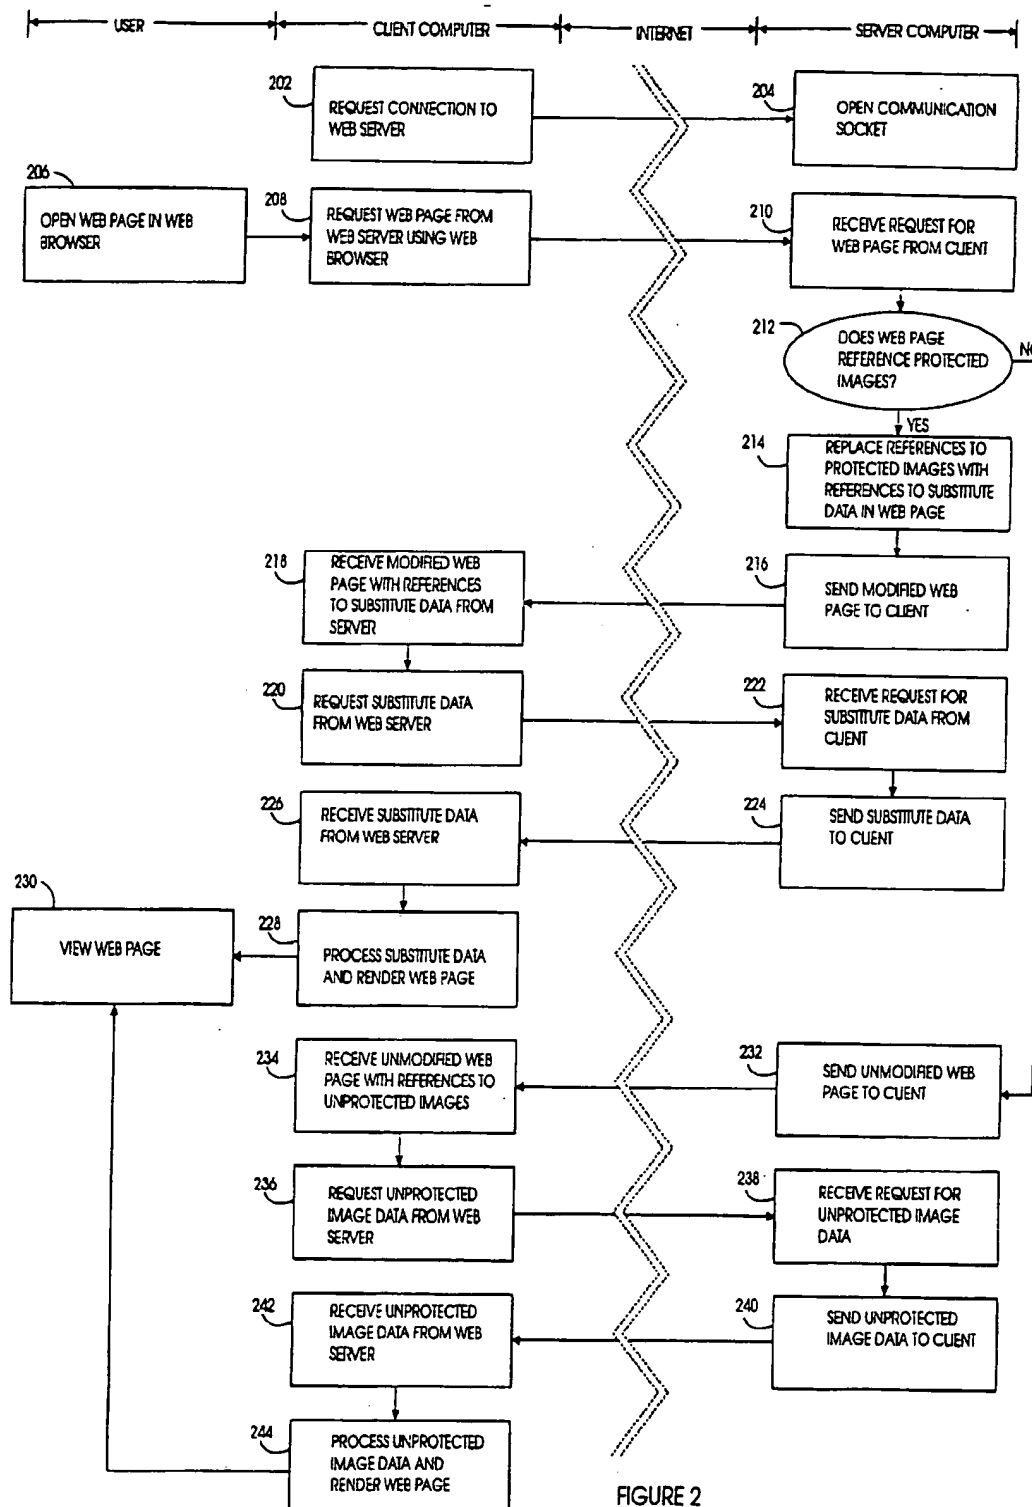 USER
CLIENT COMPUTER
INTERNET
SERVER COMPUTER
202
REQUEST CONNECTION TO
WEB SERVER
204
OPEN COMMUNICATION
SOCKET
206
OPEN WEB PAGE IN WEB
BROWSER
208
REQUEST WEB PAGE FROM
WEB SERVER USING WEB
BROWSER
210
RECEIVE REQUEST FOR
WEB PAGE FROM CLIENT
212
DOES WEB PAGE
REFERENCE PROTECTED
IMAGES?
NO
YES
214
REPLACE REFERENCES TO
PROTECTED IMAGES WITH
REFERENCES TO SUBSTITUTE
DATA IN WEB PAGE
216
SEND MODIFIED WEB
PAGE TO CLIENT
218
RECEIVE MODIFIED WEB
PAGE WITH REFERENCES
TO SUBSTITUTE DATA FROM
SERVER
220
REQUEST SUBSTITUTE DATA
FROM WEB SERVER
222
RECEIVE REQUEST FOR
SUBSTITUTE DATA FROM
CLIENT
224
SEND SUBSTITUTE DATA
TO CLIENT
226
RECEIVE SUBSTITUTE DATA
FROM WEB SERVER
228
PROCESS SUBSTITUTE DATA
AND RENDER WEB PAGE
230
VIEW WEB PAGE
232
SEND UNMODIFIED WEB
PAGE TO CLIENT
234
RECEIVE UNMODIFIED WEB
PAGE WITH REFERENCES TO
UNPROTECTED IMAGES
236
REQUEST UNPROTECTED
IMAGE DATA FROM WEB
SERVER
238
RECEIVE REQUEST FOR
UNPROTECTED IMAGE
DATA
240
SEND UNPROTECTED
IMAGE DATA TO CLIENT
242
RECEIVE UNPROTECTED
IMAGE DATA FROM WEB
SERVER
244
PROCESS UNPROTECTED
IMAGE DATA AND
RENDER WEB PAGE
FIGURE 2